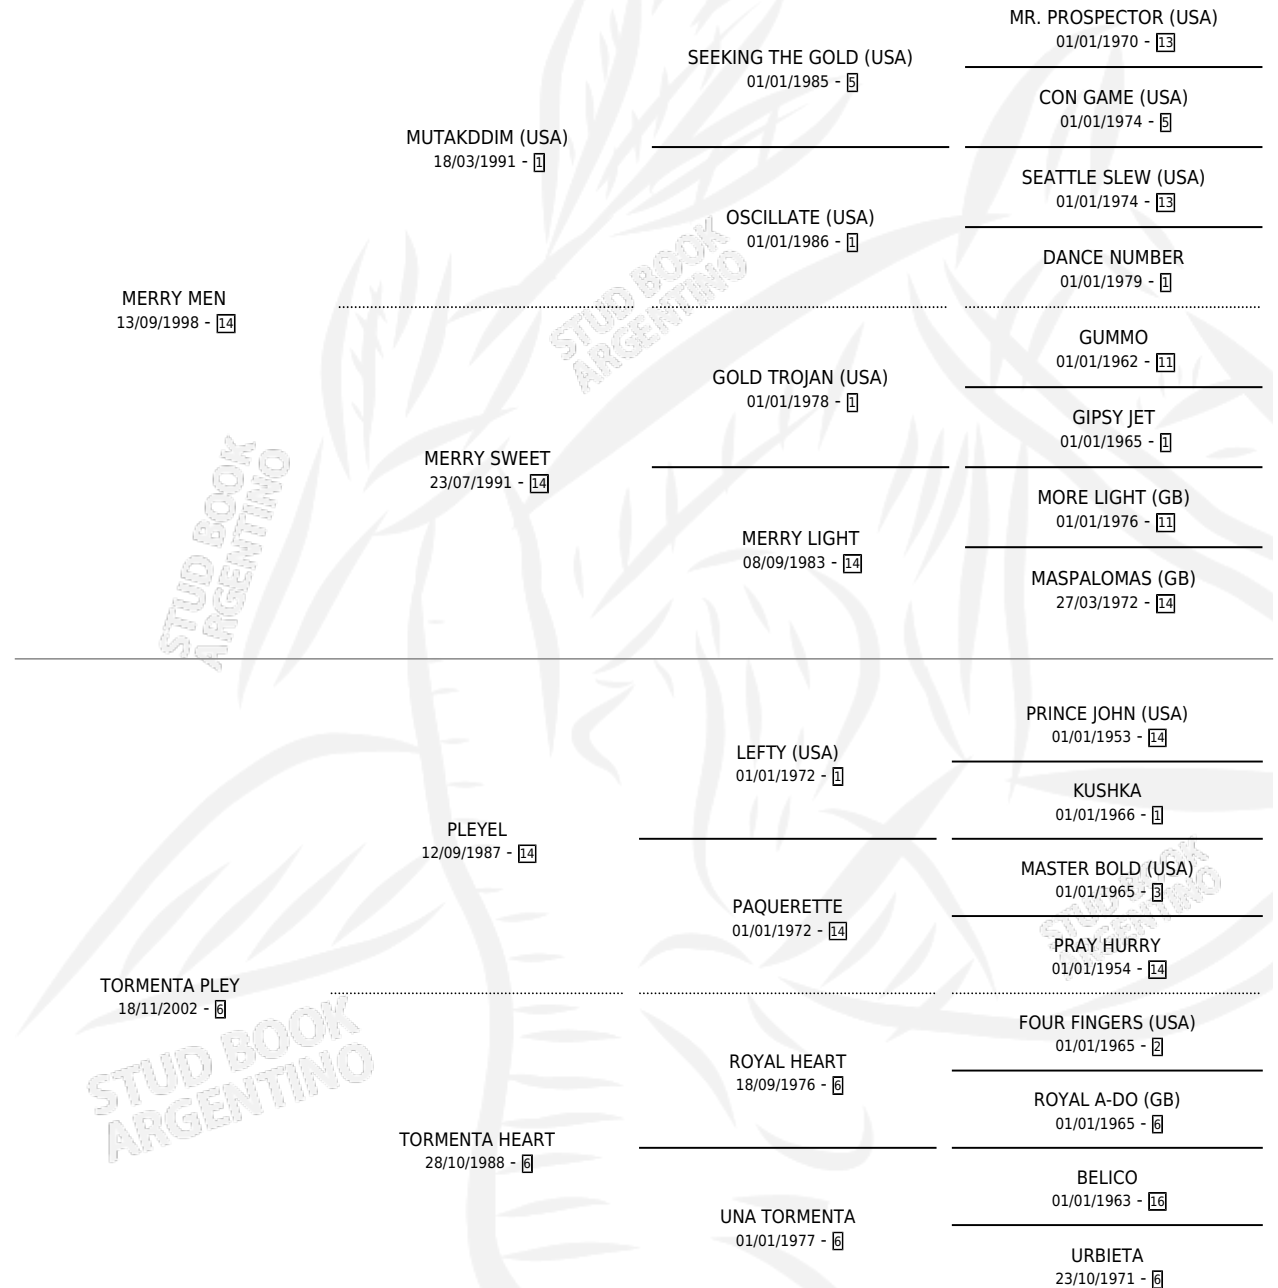 MR. PROSPECTOR (USA)
01/01/1970 - 13
SEEKING THE GOLD (USA)
01/01/1985 - 5
CON GAME (USA)
01/01/1974 - 5
MUTAKDDIM (USA)
18/03/1991 - 1
SEATTLE SLEW (USA)
01/01/1974 - 13
OSCILLATE (USA)
01/01/1986 - 1
DANCE NUMBER
01/01/1979 - 1
MERRY MEN
13/09/1998 - 14
STUD BOOK
ARGENTINO
GUMMO
01/01/1962 - 11
GOLD TROJAN (USA)
01/01/1978 - 1
GIPSY JET
01/01/1965 - 1
MERRY SWEET
23/07/1991 - 14
MORE LIGHT (GB)
01/01/1976 - 11
MERRY LIGHT
08/09/1983 - 14
MASPALOMAS (GB)
27/03/1972 - 14
STUD BOOK
ARGENTINO
PRINCE JOHN (USA)
01/01/1953 - 14
LEFTY (USA)
01/01/1972 - 1
KUSHKA
01/01/1966 - 1
PLEYEL
12/09/1987 - 14
MASTER BOLD (USA)
01/01/1965 - 3
PAQUERETTE
01/01/1972 - 14
STUD BOOK
ARGENTINO
PRAY HURRY
01/01/1954 - 14
TORMENTA PLEY
18/11/2002 - 6
STUD BOOK
ARGENTINO
FOUR FINGERS (USA)
01/01/1965 - 2
ROYAL HEART
18/09/1976 - 6
ROYAL A-DO (GB)
01/01/1965 - 6
TORMENTA HEART
28/10/1988 - 6
BELICO
01/01/1963 - 16
UNA TORMENTA
01/01/1977 - 6
URBIETA
23/10/1971 - 6